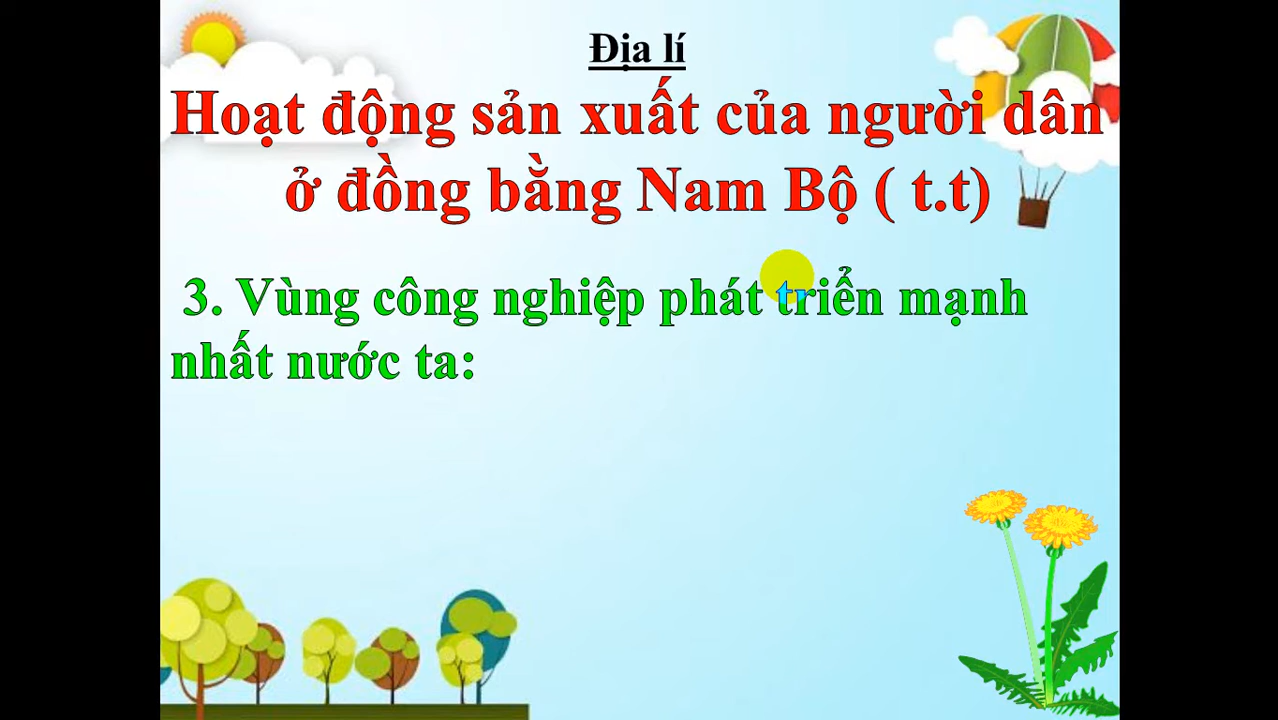 Địa lí
Hoạt động sản xuất của người dân
ở đồng bằng Nam Bộ ( t.t)
3. Vùng công nghiệp phát triển mạnh
nhất nước ta: